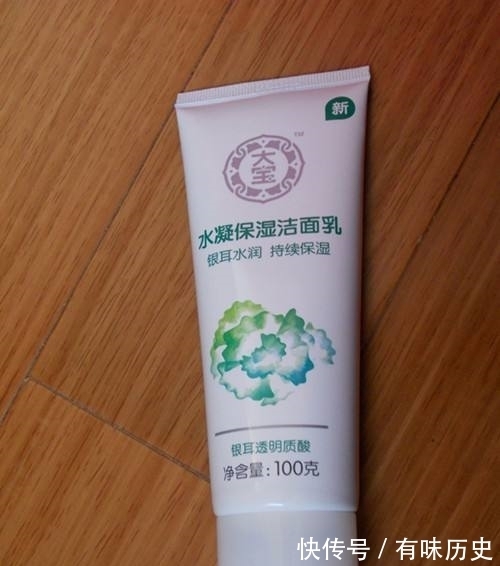 新
大宝
TM
水凝保湿洁面乳
银耳水润 持续保湿
银耳透明质酸
净含量:100克
快传号 / 有味历史